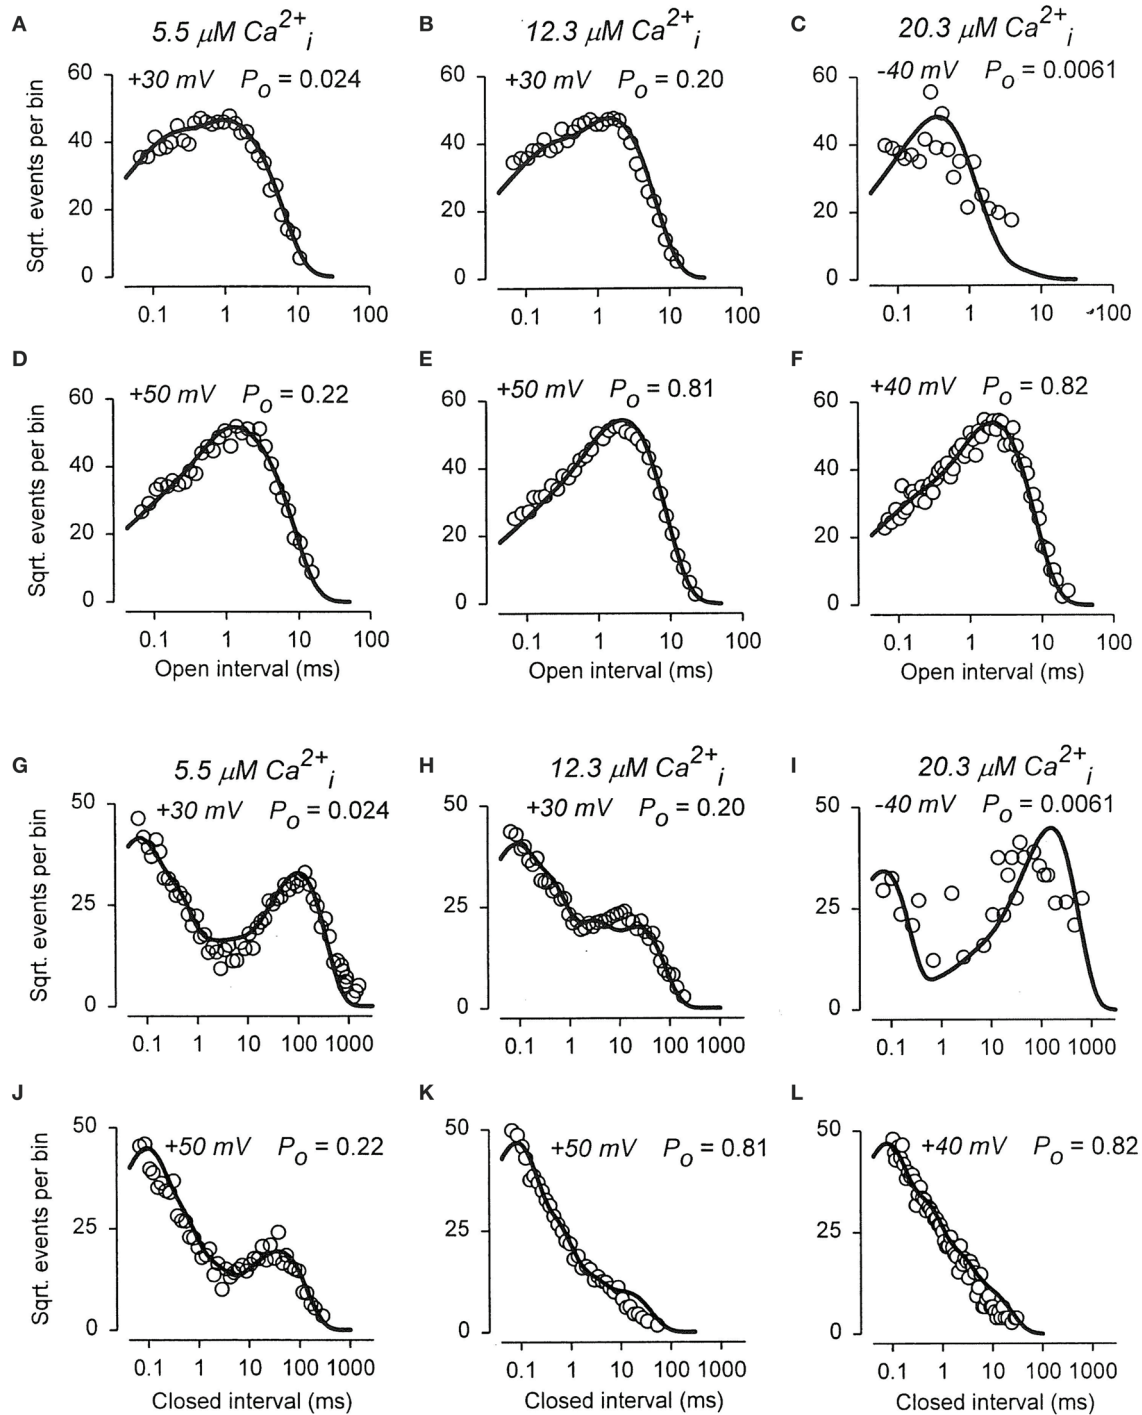 A 5.5 μM Ca2+i B 12.3 μM Ca2+i C 20.3 μM Ca2+i
+30 mV Po = 0.024 +30 mV Po = 0.20 -40 mV Po = 0.0061
Sqrt. events per bin
60 40 20 0
60 40 20 0
60 40 20 0
0.1 1 10 100 0.1 1 10 100 0.1 1 10 100
D E F
+50 mV Po = 0.22 +50 mV Po = 0.81 +40 mV Po = 0.82
Sqrt. events per bin
60 40 20 0
60 40 20 0
60 40 20 0
0.1 1 10 100 0.1 1 10 100 0.1 1 10 100
Open interval (ms) Open interval (ms) Open interval (ms)
G 5.5 μM Ca2+i H 12.3 μM Ca2+i I 20.3 μM Ca2+i
+30 mV Po = 0.024 +30 mV Po = 0.20 -40 mV Po = 0.0061
Sqrt. events per bin
50 25 0
50 25 0
50 25 0
0.1 1 10 100 1000 0.1 1 10 100 1000 0.1 1 10 100 1000
J K L
+50 mV Po = 0.22 +50 mV Po = 0.81 +40 mV Po = 0.82
Sqrt. events per bin
50 25 0
50 25 0
50 25 0
0.1 1 10 100 1000 0.1 1 10 100 1000 0.1 1 10 100 1000
Closed interval (ms) Closed interval (ms) Closed interval (ms)